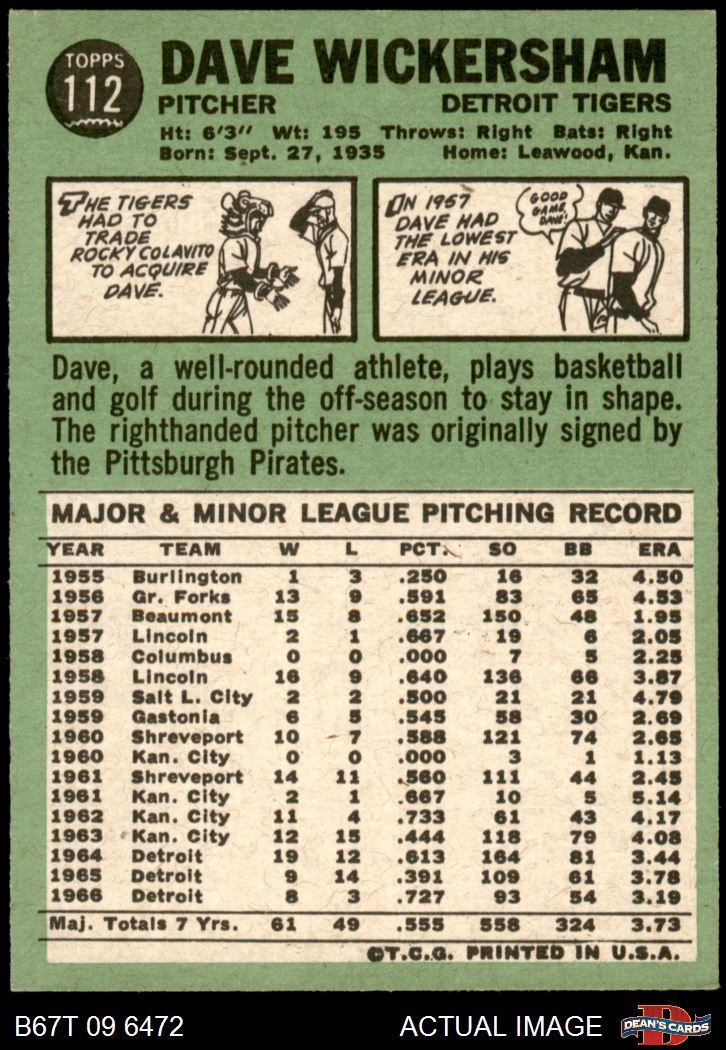 TOPPS
112
DAVE WICKERSHAM
PITCHER DETROIT TIGERS
Ht: 6'3" Wt: 195 Throws: Right Bats: Right
Born: Sept. 27, 1935 Home: Leawood, Kan.
THE TIGERS
HAD TO
TRADE
ROCKY COLAVITO
TO ACQUIRE
DAVE.
IN 1957
DAVE HAD
THE LOWEST
ERA IN HIS
MINOR
LEAGUE.
GOOD
GAME,
DAVE!
Dave, a well-rounded athlete, plays basketball
and golf during the off-season to stay in shape.
The righthanded pitcher was originally signed by
the Pittsburgh Pirates.
MAJOR & MINOR LEAGUE PITCHING RECORD
YEAR TEAM W L PCT. SO BB ERA
1955 Burlington 1 3 .250 16 32 4.50
1956 Gr. Forks 13 9 .591 83 65 4.53
1957 Beaumont 15 8 .652 150 48 1.95
1957 Lincoln 2 1 .667 19 6 2.05
1958 Columbus 0 0 .000 7 5 2.25
1958 Lincoln 16 9 .640 136 66 3.87
1959 Salt L. City 2 2 .500 21 21 4.79
1959 Gastonia 6 5 .545 58 30 2.69
1960 Shreveport 10 7 .588 121 74 2.65
1960 Kan. City 0 0 .000 3 1 1.13
1961 Shreveport 14 11 .560 111 44 2.45
1961 Kan. City 2 1 .667 10 5 5.14
1962 Kan. City 11 4 .733 61 43 4.17
1963 Kan. City 12 15 .444 118 79 4.08
1964 Detroit 19 12 .613 164 81 3.44
1965 Detroit 9 14 .391 109 61 3.78
1966 Detroit 8 3 .727 93 54 3.19
Maj. Totals 7 Yrs. 61 49 .555 558 324 3.73
©T.C.G. PRINTED IN U.S.A.
B67T 09 6472 ACTUAL IMAGE
D
DEAN'S CARDS